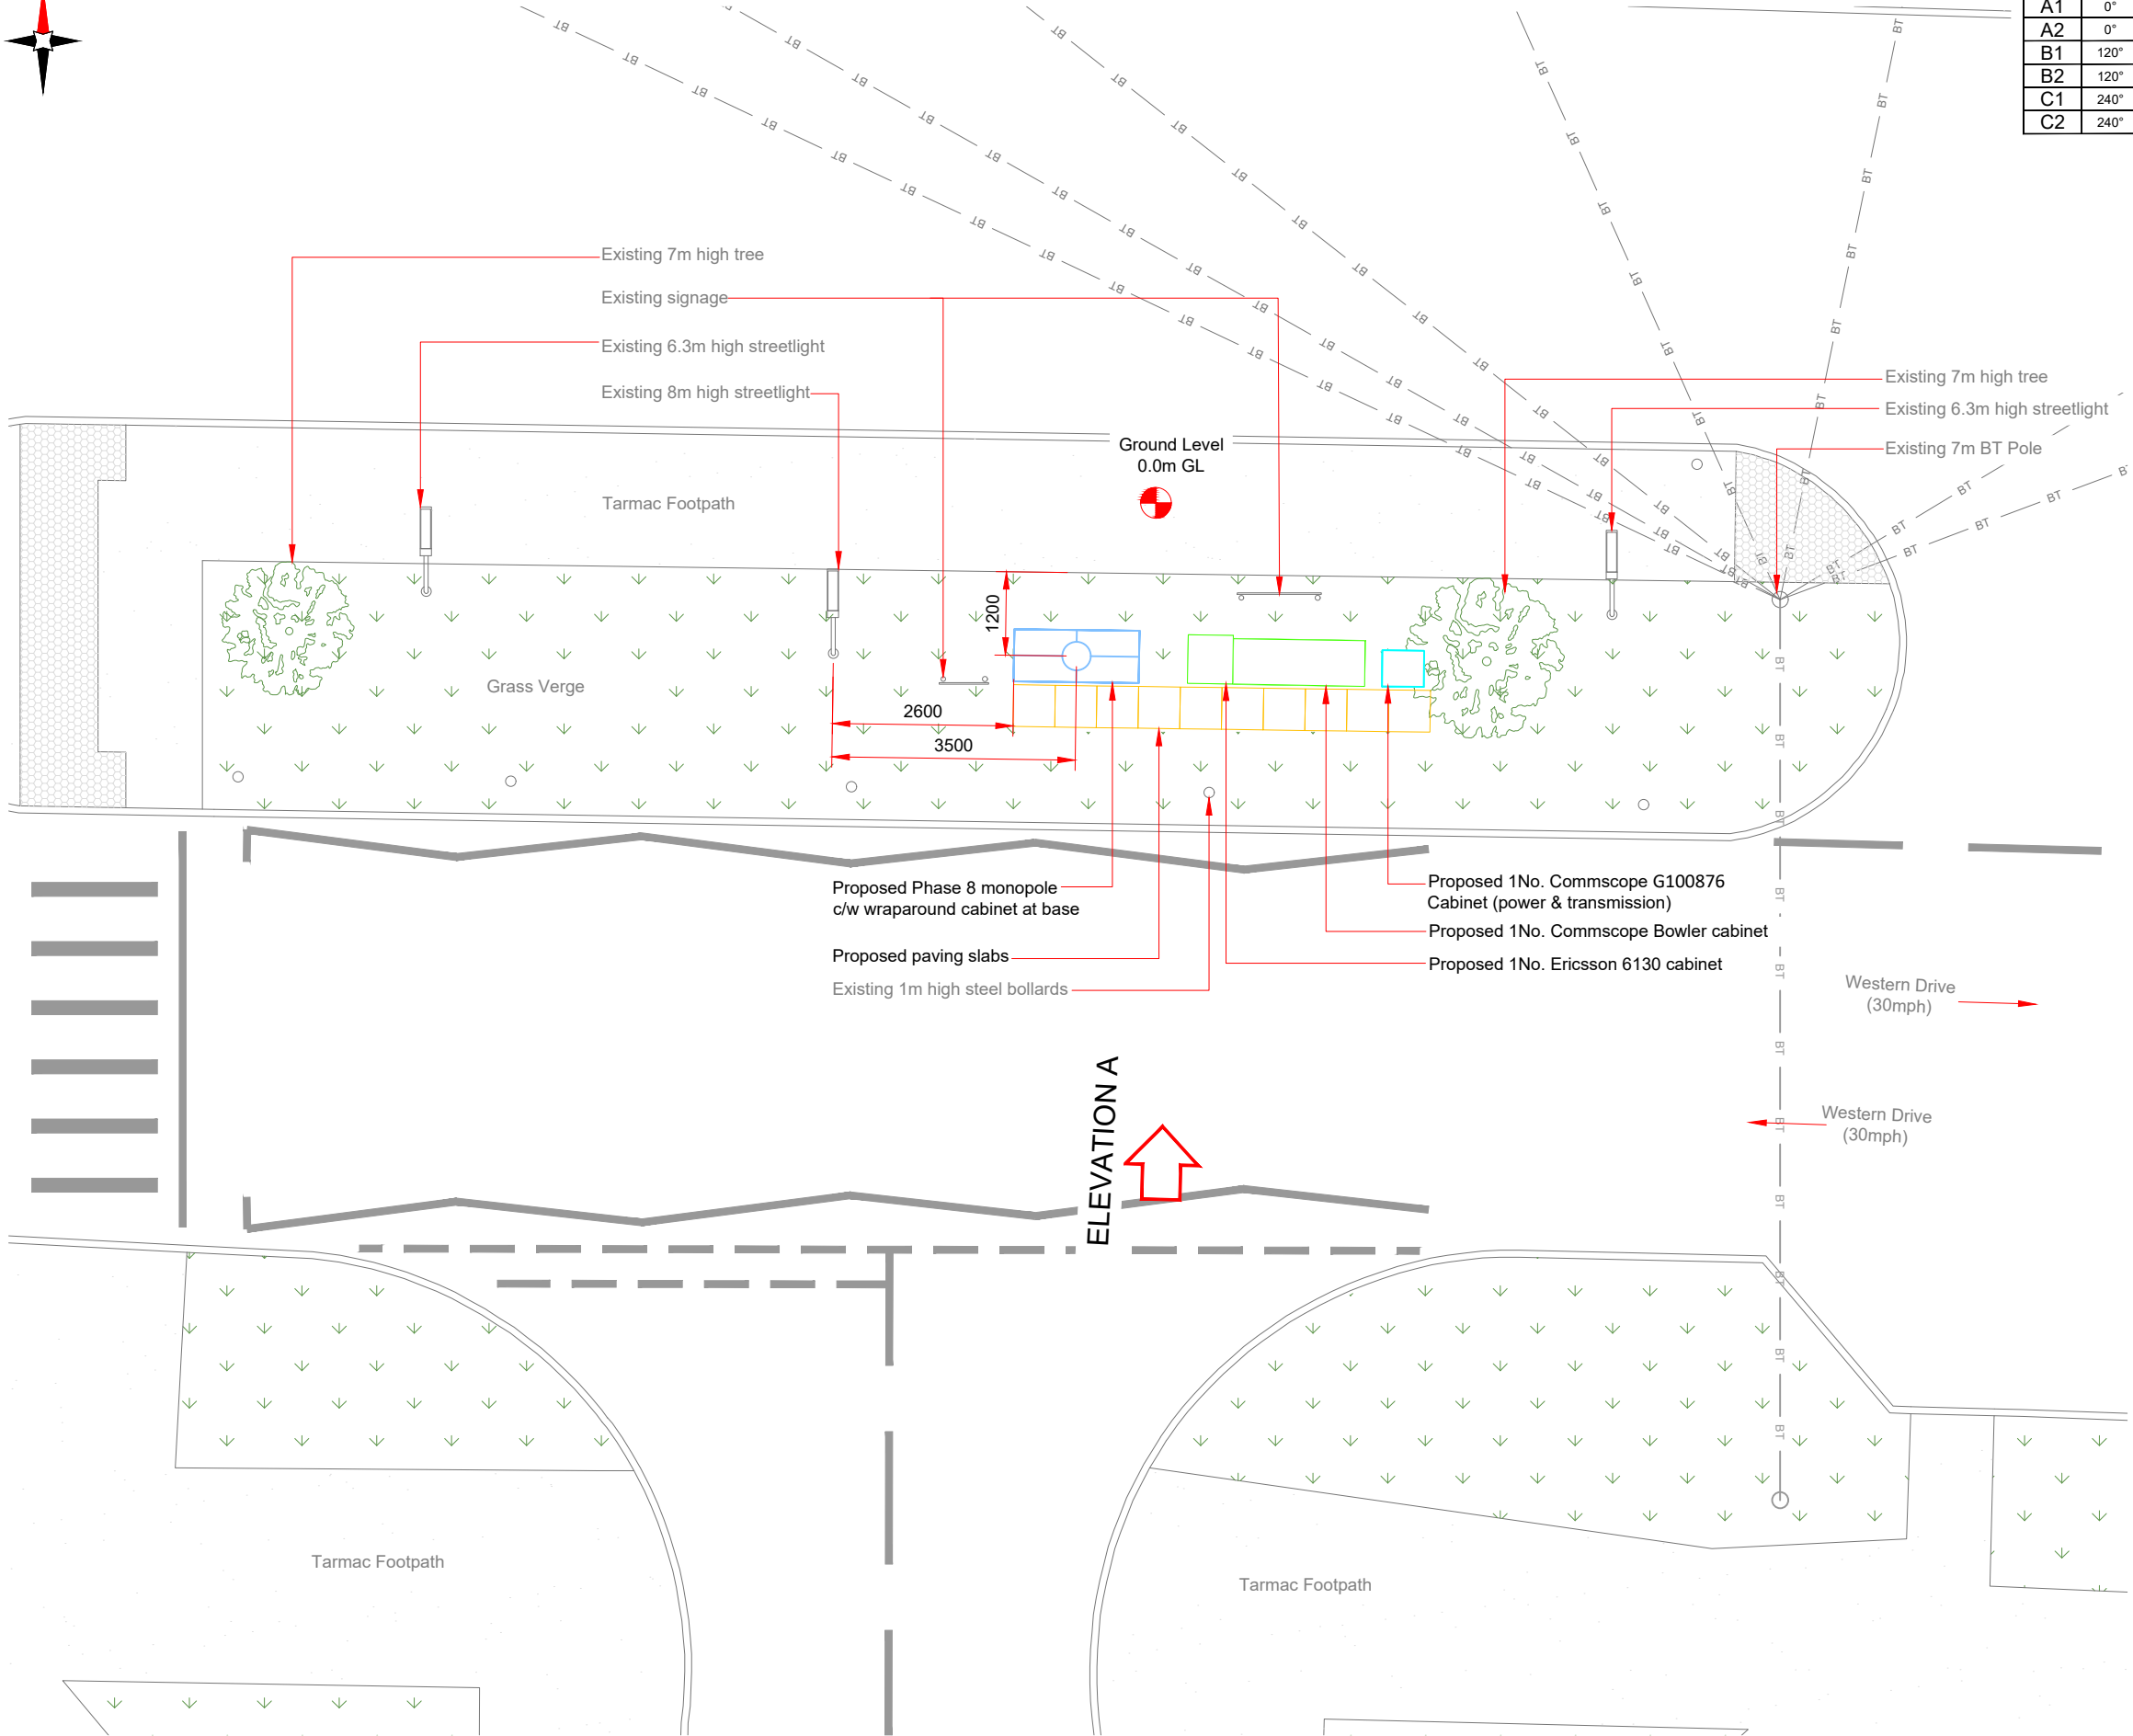 A1 0°
A2 0°
B1 120°
B2 120°
C1 240°
C2 240°
Existing 7m high tree
Existing signage
Existing 6.3m high streetlight
Existing 8m high streetlight
Existing 7m high tree
Existing 6.3m high streetlight
Existing 7m BT Pole
Ground Level
0.0m GL
Tarmac Footpath
1200
Grass Verge
2600
3500
Proposed Phase 8 monopole
c/w wraparound cabinet at base
Proposed paving slabs
Existing 1m high steel bollards
Proposed 1No. Commscope G100876
Cabinet (power & transmission)
Proposed 1No. Commscope Bowler cabinet
Proposed 1No. Ericsson 6130 cabinet
Western Drive
(30mph)
Western Drive
(30mph)
ELEVATION A
Tarmac Footpath
Tarmac Footpath
BT